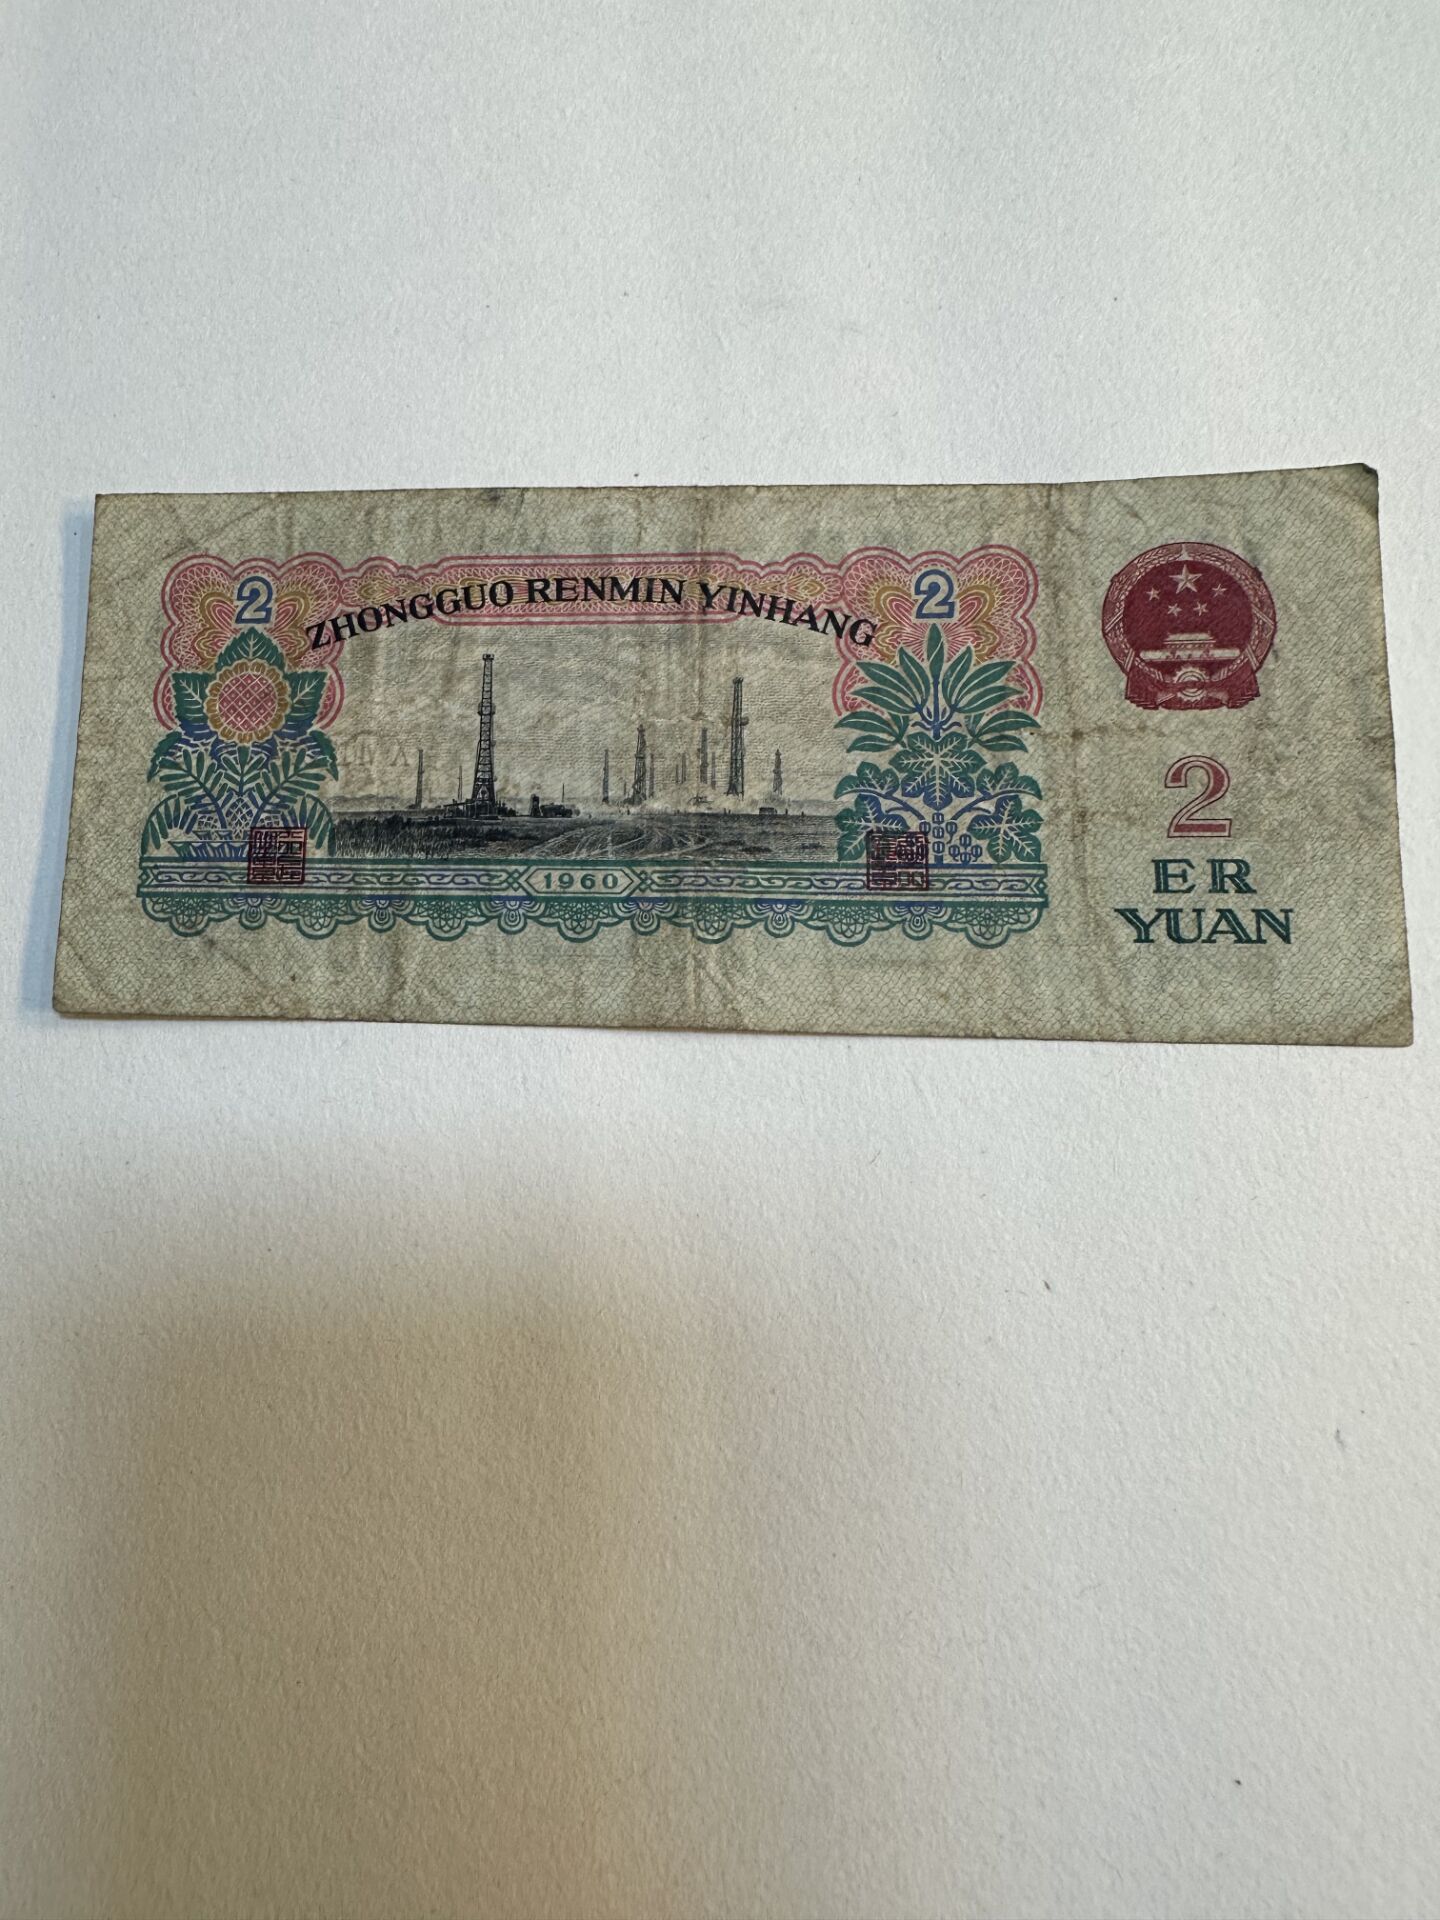 2 2
ZHONGGUO RENMIN YINHANG
1960
2
ER
YUAN